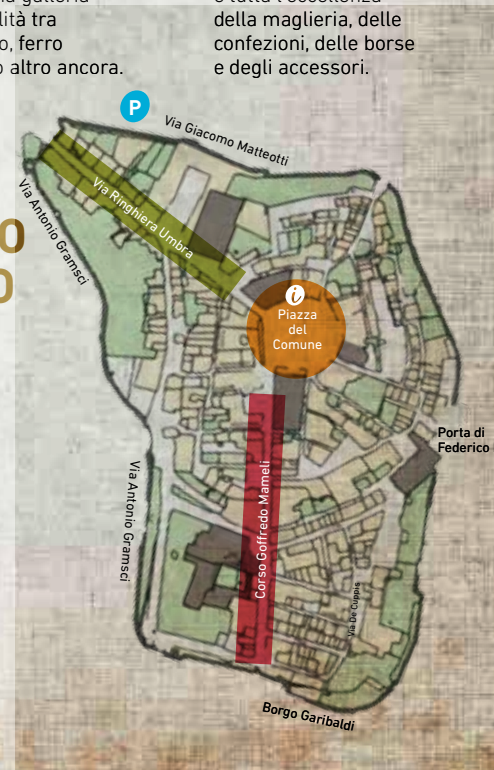 lità tra
o, ferro
o altro ancora.
della maglieria, delle
confezioni, delle borse
e degli accessori.
P
Via Giacomo Matteotti
Via Ringhiera Umbra
Via Antonio Gramsci
O
O
i
Piazza
del
Comune
Porta di
Federico
Corso Goffredo Mameli
Via Antonio Gramsci
Via De Cuppis
Borgo Garibaldi